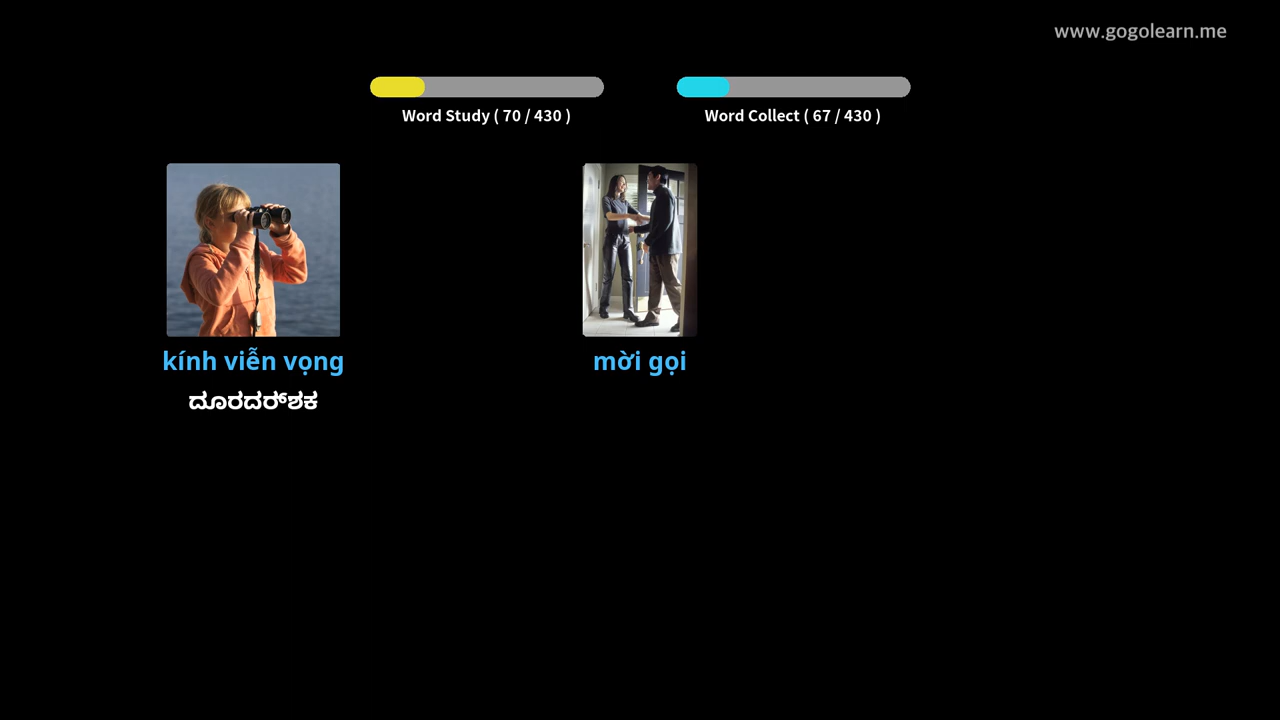 www.gogolearn.me
Word Study ( 70 / 430 )
Word Collect ( 67 / 430 )
kính viễn vọng
ದೂರದರ್ಶಕ
mời gọi